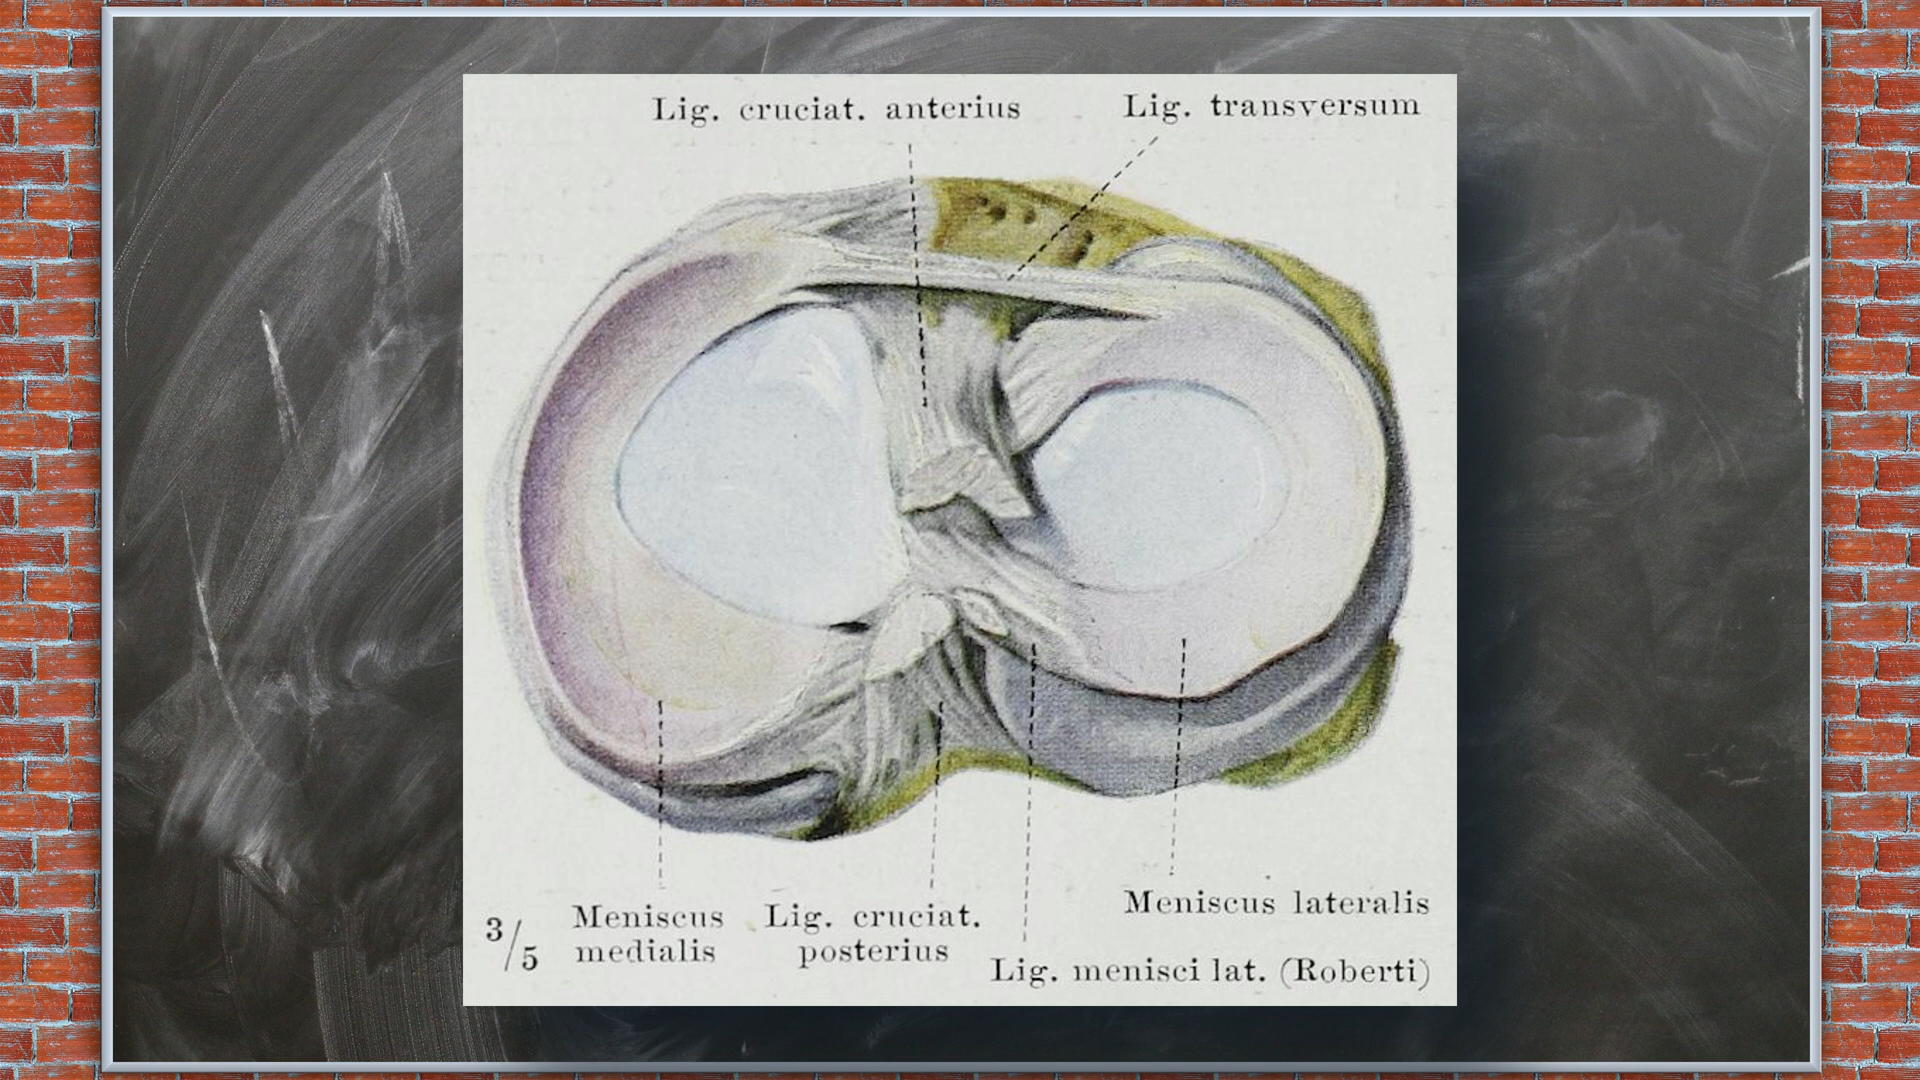 Lig. cruciat. anterius
Lig. transversum
3/5
Meniscus
medialis
Lig. cruciat.
posterius
Meniscus lateralis
Lig. menisci lat. (Roberti)